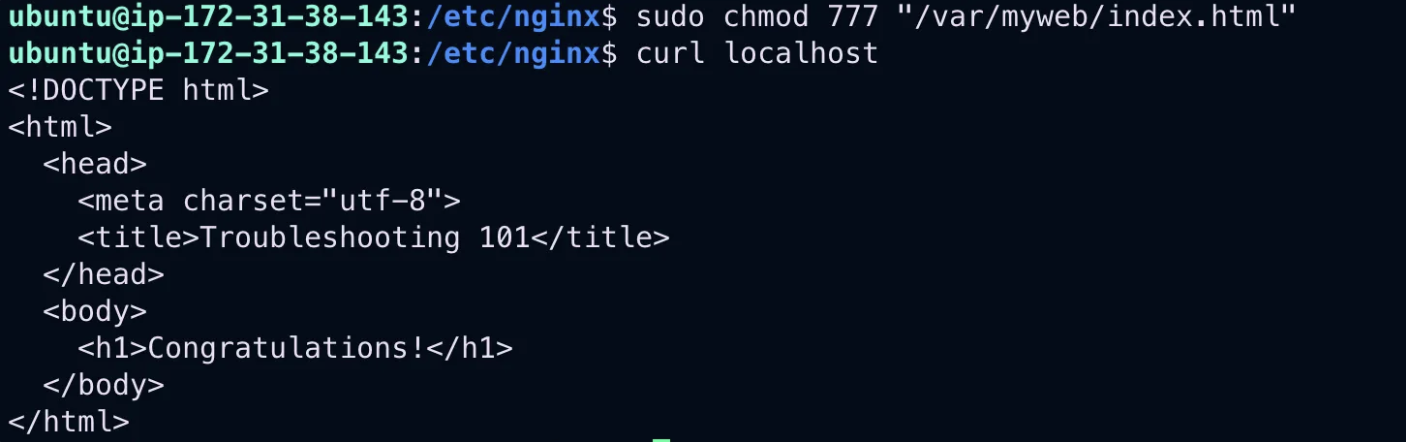 ubuntu@ip-172-31-38-143:/etc/nginx$ sudo chmod 777 "/var/myweb/index.html"
ubuntu@ip-172-31-38-143:/etc/nginx$ curl localhost
<!DOCTYPE html>
<html>
  <head>
    <meta charset="utf-8">
    <title>Troubleshooting 101</title>
  </head>
  <body>
    <h1>Congratulations!</h1>
  </body>
</html>